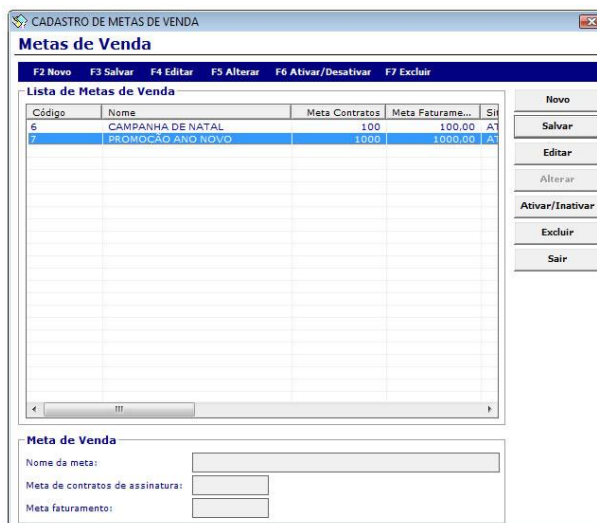 CADASTRO DE METAS DE VENDA
Metas de Venda
F2 Novo F3 Salvar F4 Editar F5 Alterar F6 Ativar/Desativar F7 Excluir
Lista de Metas de Venda
Código Nome Meta Contratos Meta Faturame... Sit
6 CAMPANHA DE NATAL 100 100,00 AT
7 PROMOÇÃO ANO NOVO 1000 1000,00 AT
Novo
Salvar
Editar
Alterar
Ativar/Inativar
Excluir
Sair
Meta de Venda
Nome da meta:
Meta de contratos de assinatura:
Meta faturamento: